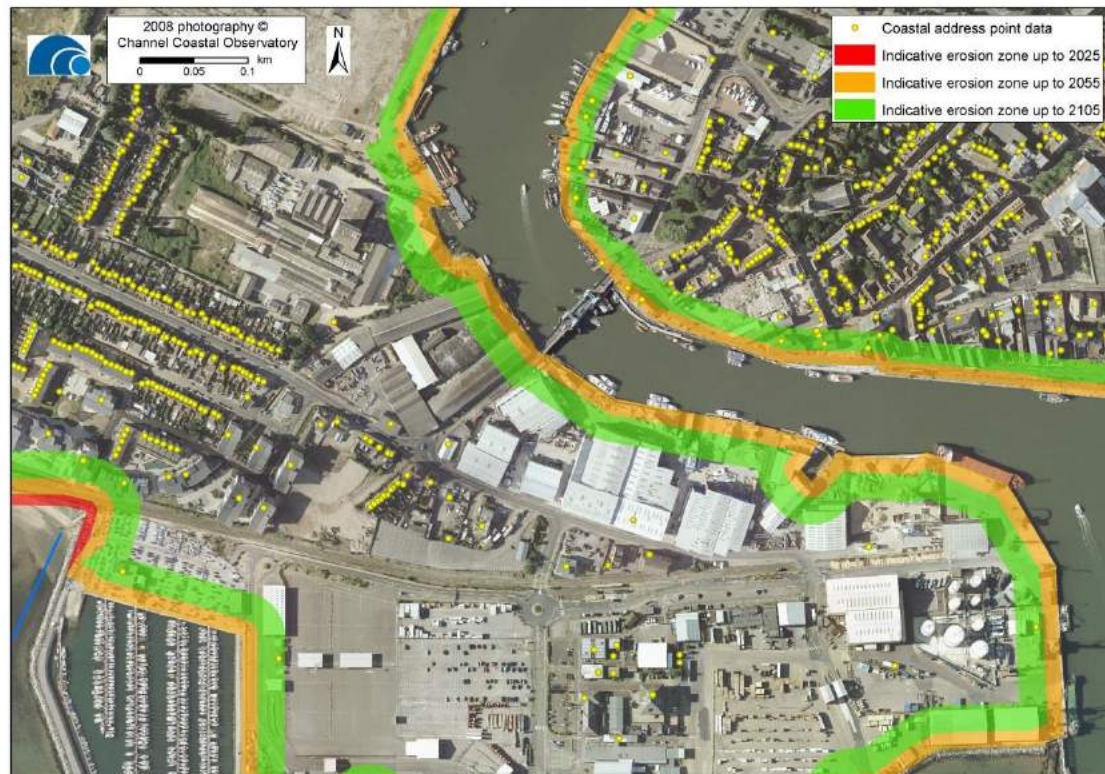 2008 photography ©
Channel Coastal Observatory
0 0.05 0.1 km
N
Coastal address point data
Indicative erosion zone up to 2025
Indicative erosion zone up to 2055
Indicative erosion zone up to 2105